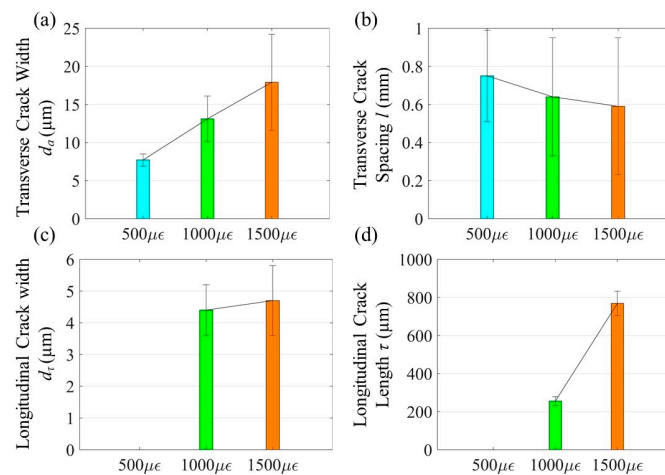 (a)
Transverse Crack Width
dₐ (μm)
25
20
15
10
5
0
500με 1000με 1500με
(b)
Transverse Crack
Spacing l (mm)
1
0.8
0.6
0.4
0.2
0
500με 1000με 1500με
(c)
Longitudinal Crack width
d_τ (μm)
6
5
4
3
2
1
0
500με 1000με 1500με
(d)
Longitudinal Crack
Length τ (μm)
1000
800
600
400
200
0
500με 1000με 1500με